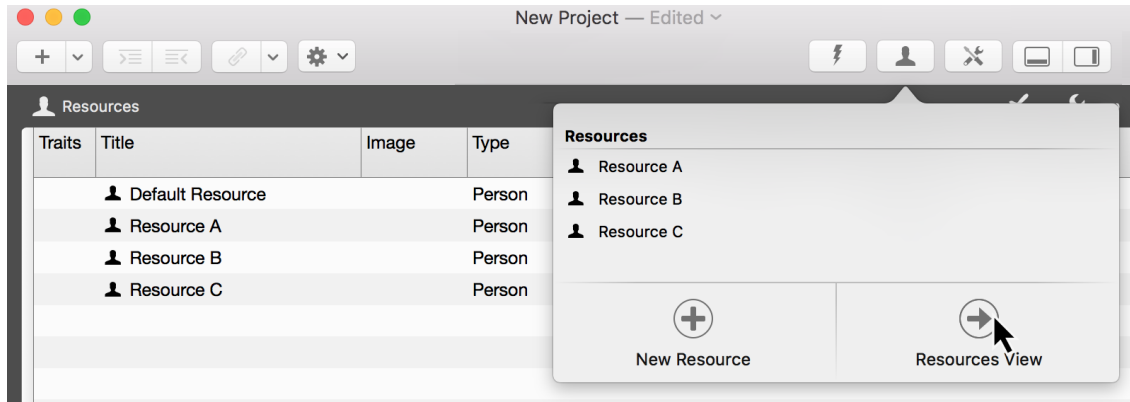 New Project — Edited
Resources
Traits Title Image Type
Default Resource Person
Resource A Person
Resource B Person
Resource C Person
Resources
Resource A
Resource B
Resource C
New Resource
Resources View